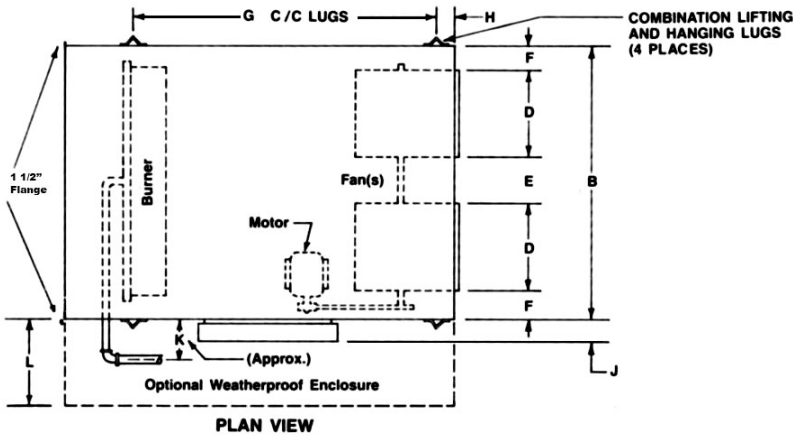 G C/C LUGS
H
COMBINATION LIFTING
AND HANGING LUGS
(4 PLACES)
F
D
1 1/2"
Flange
Burner
Fan(s)
E
B
Motor
D
F
L
K
(Approx.)
J
Optional Weatherproof Enclosure
PLAN VIEW